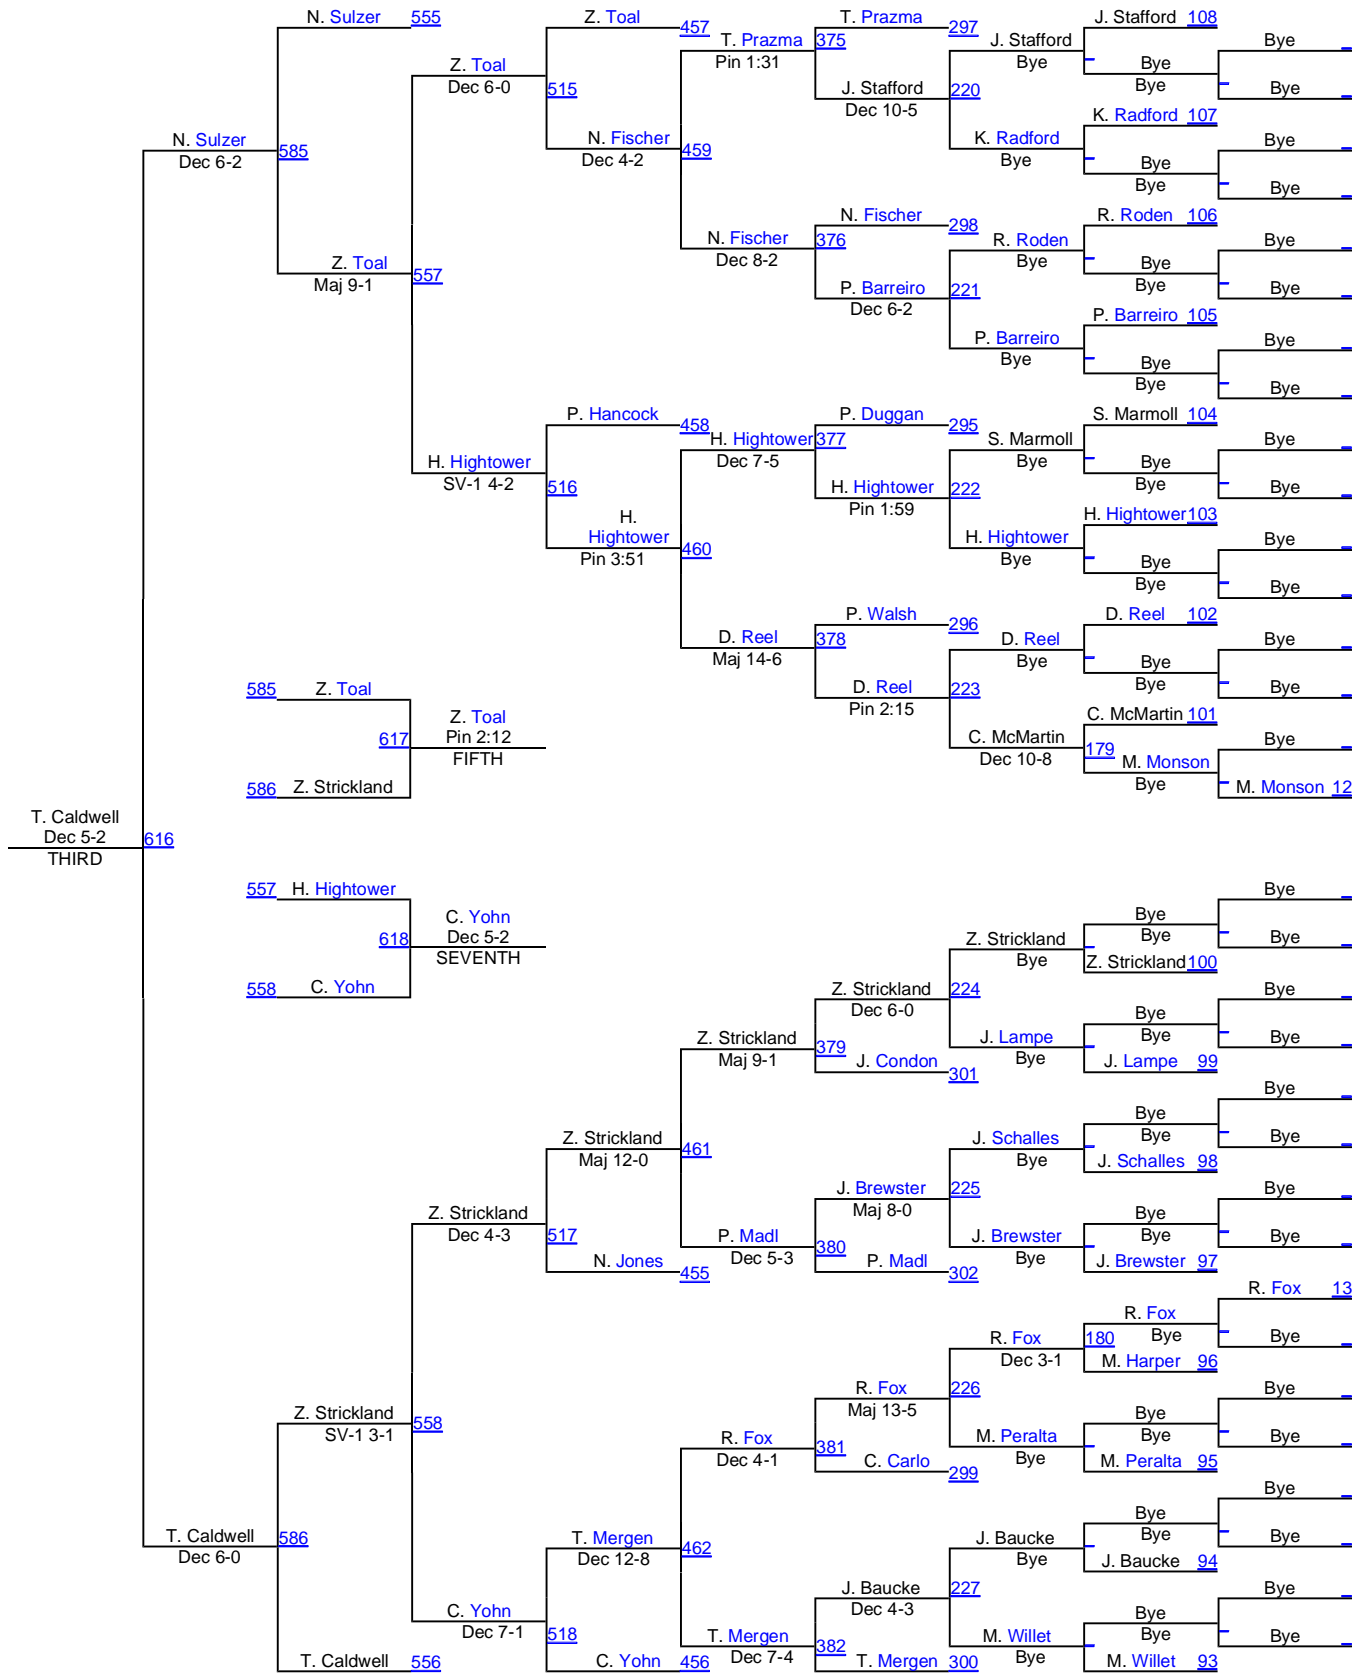 N. Sulzer 555
Z. Toal 457
T. Prazma 297
J. Stafford 108
Bye
T. Prazma 375
Pin 1:31
J. Stafford
Bye
Bye
Bye
Z. Toal
Dec 6-0
515
J. Stafford 220
Dec 10-5
Bye
K. Radford 107
N. Sulzer 585
Dec 6-2
N. Fischer 459
Dec 4-2
K. Radford
Bye
Bye
Bye
Bye
Bye
N. Fischer 298
R. Roden 106
N. Fischer 376
Dec 8-2
R. Roden
Bye
Bye
Bye
Bye
Z. Toal 557
Maj 9-1
P. Barreiro 221
Dec 6-2
Bye
P. Barreiro 105
P. Barreiro
Bye
Bye
Bye
Bye
Bye
P. Hancock 458
P. Duggan 295
S. Marmoll 104
H. Hightower 377
Dec 7-5
S. Marmoll
Bye
Bye
Bye
Bye
H. Hightower
SV-1 4-2
516
H. Hightower 222
Pin 1:59
Bye
H. Hightower 103
H.
Hightower 460
Pin 3:51
H. Hightower
Bye
Bye
Bye
Bye
Bye
P. Walsh 296
D. Reel 102
D. Reel 378
Maj 14-6
D. Reel
Bye
Bye
Bye
Bye
585 Z. Toal
D. Reel 223
Pin 2:15
Bye
Z. Toal
617 Pin 2:12
FIFTH
C. McMartin 101
C. McMartin
Dec 10-8
179
Bye
M. Monson
Bye
586 Z. Strickland
M. Monson 12
T. Caldwell
Dec 5-2 616
THIRD
557 H. Hightower
Bye
C. Yohn
618 Dec 5-2
SEVENTH
Z. Strickland
Bye
Bye
Bye
Bye
Z. Strickland 100
558 C. Yohn
Z. Strickland 224
Dec 6-0
Bye
Z. Strickland
Maj 9-1
379
J. Lampe
Bye
Bye
Bye
Bye
J. Condon 301
J. Lampe 99
Bye
Z. Strickland 461
Maj 12-0
J. Schalles
Bye
Bye
Bye
Bye
J. Schalles 98
J. Brewster 225
Maj 8-0
Bye
Z. Strickland
Dec 4-3
517
P. Madl 380
Dec 5-3
J. Brewster
Bye
Bye
Bye
Bye
N. Jones 455
P. Madl 302
J. Brewster 97
R. Fox 13
R. Fox
Dec 3-1
180
R. Fox
Bye
Bye
M. Harper 96
Z. Strickland 558
SV-1 3-1
R. Fox 226
Maj 13-5
Bye
R. Fox 381
Dec 4-1
M. Peralta
Bye
Bye
Bye
Bye
C. Carlo 299
M. Peralta 95
Bye
T. Caldwell 586
Dec 6-0
T. Mergen 462
Dec 12-8
J. Baucke
Bye
Bye
Bye
Bye
J. Baucke 94
J. Baucke 227
Dec 4-3
Bye
C. Yohn
Dec 7-1
518
T. Mergen 382
Dec 7-4
M. Willet
Bye
Bye
Bye
Bye
T. Caldwell 556
C. Yohn 456
T. Mergen 300
M. Willet 93